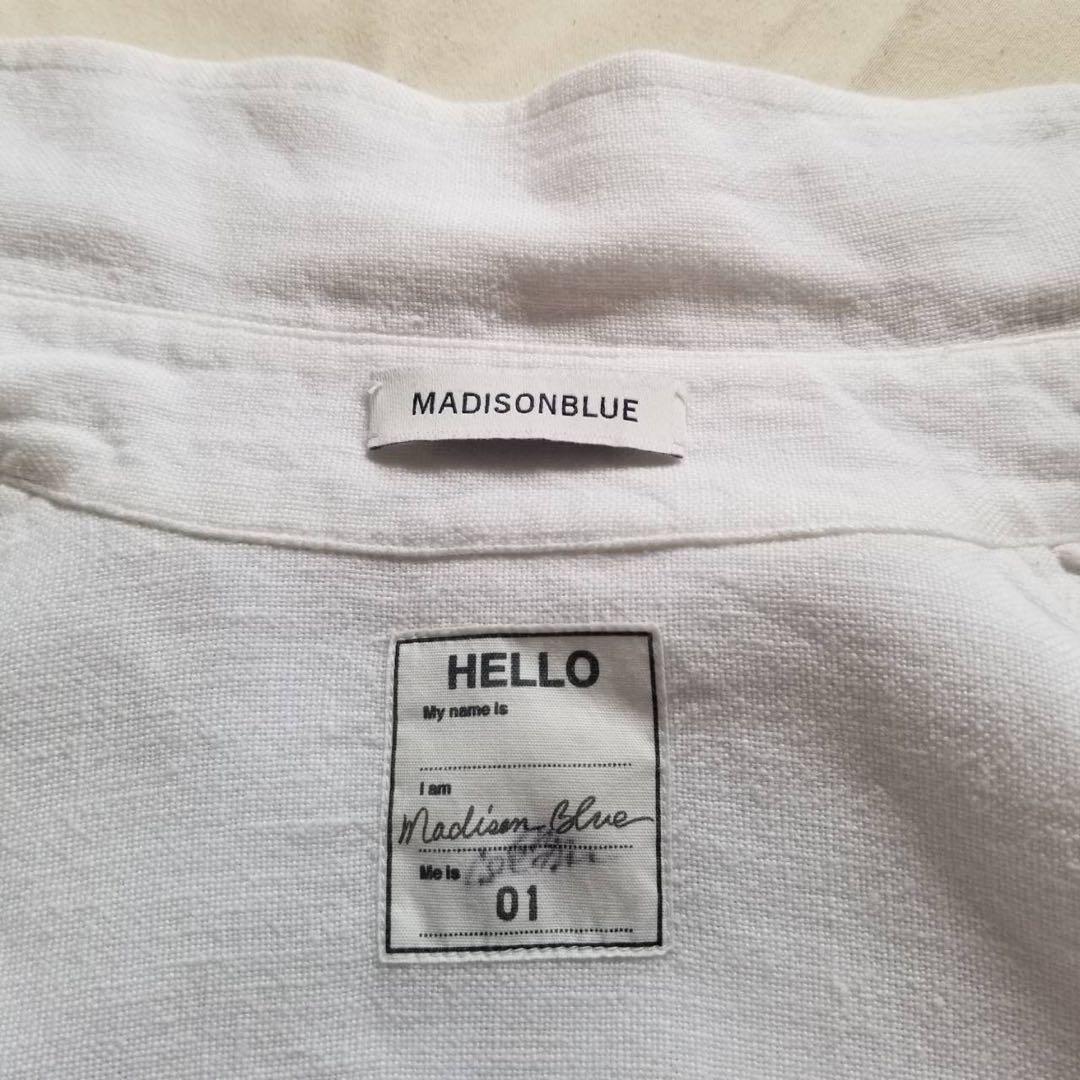 MADISONBLUE
HELLO
My name is
I am
Madison Blue
Me is
01